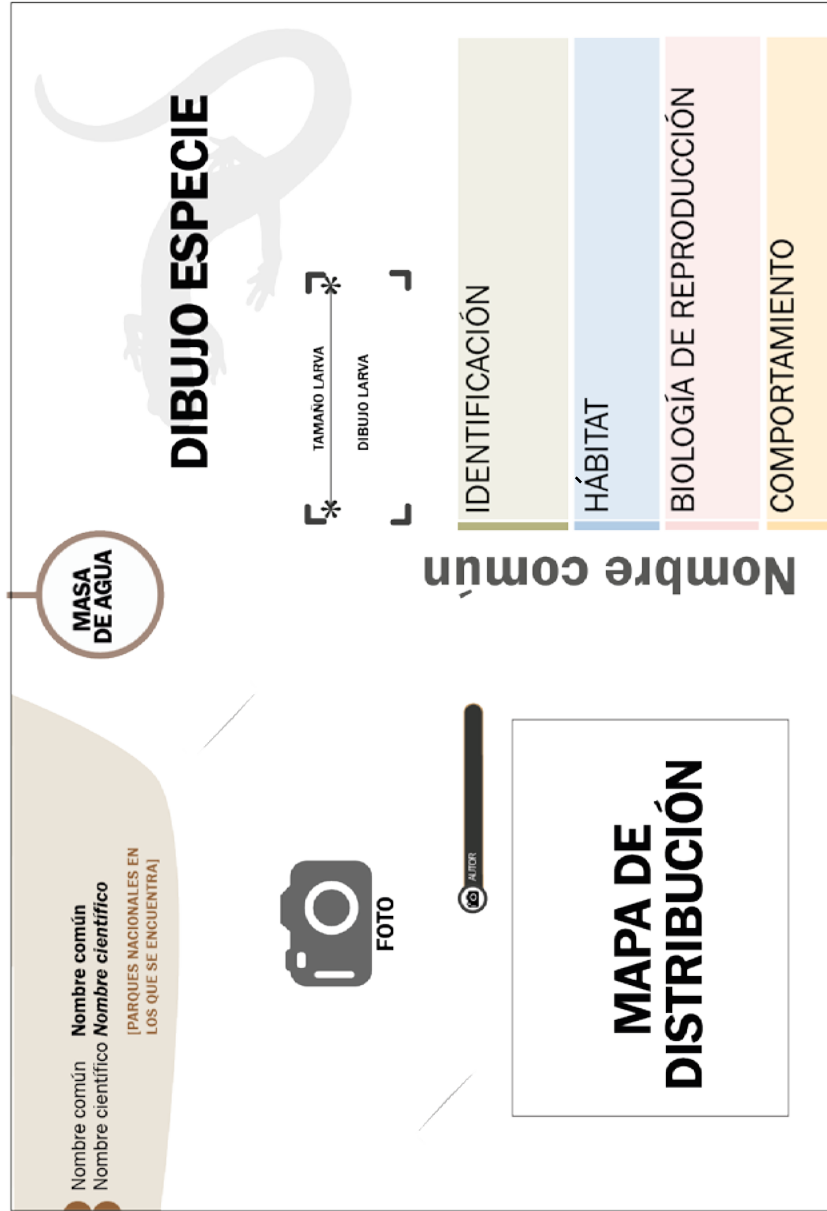 Nombre común Nombre común
Nombre científico Nombre científico
[PARQUES NACIONALES EN
LOS QUE SE ENCUENTRA]
MASA
DE AGUA
DIBUJO ESPECIE
FOTO
TAMAÑO LARVA
DIBUJO LARVA
AUTOR
MAPA DE
DISTRIBUCIÓN
Nombre común
IDENTIFICACIÓN
HÁBITAT
BIOLOGÍA DE REPRODUCCIÓN
COMPORTAMIENTO